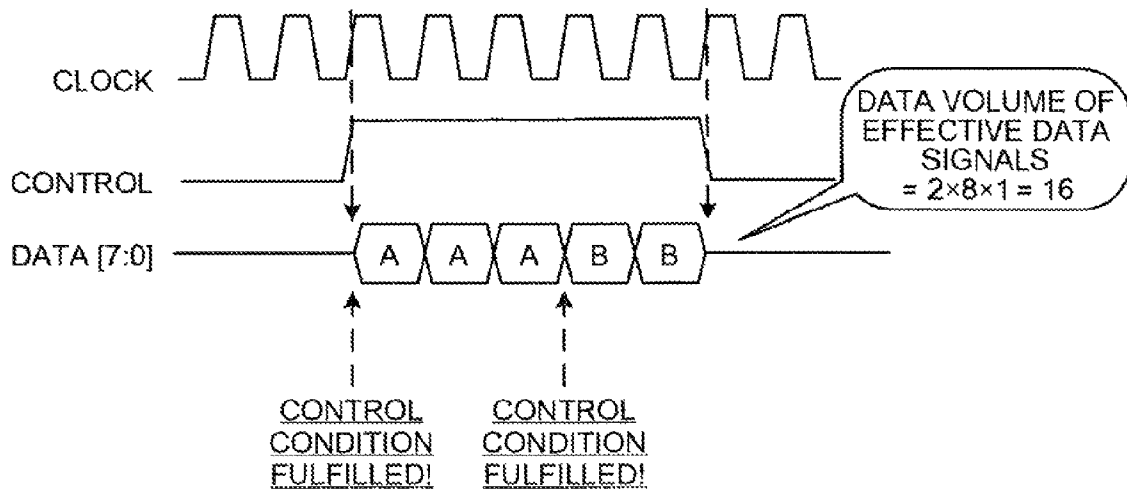 CLOCK
DATA VOLUME OF
EFFECTIVE DATA
SIGNALS
= 2×8×1 = 16
CONTROL
DATA [7:0]
A A A B B
CONTROL
CONDITION
FULFILLED!
CONTROL
CONDITION
FULFILLED!